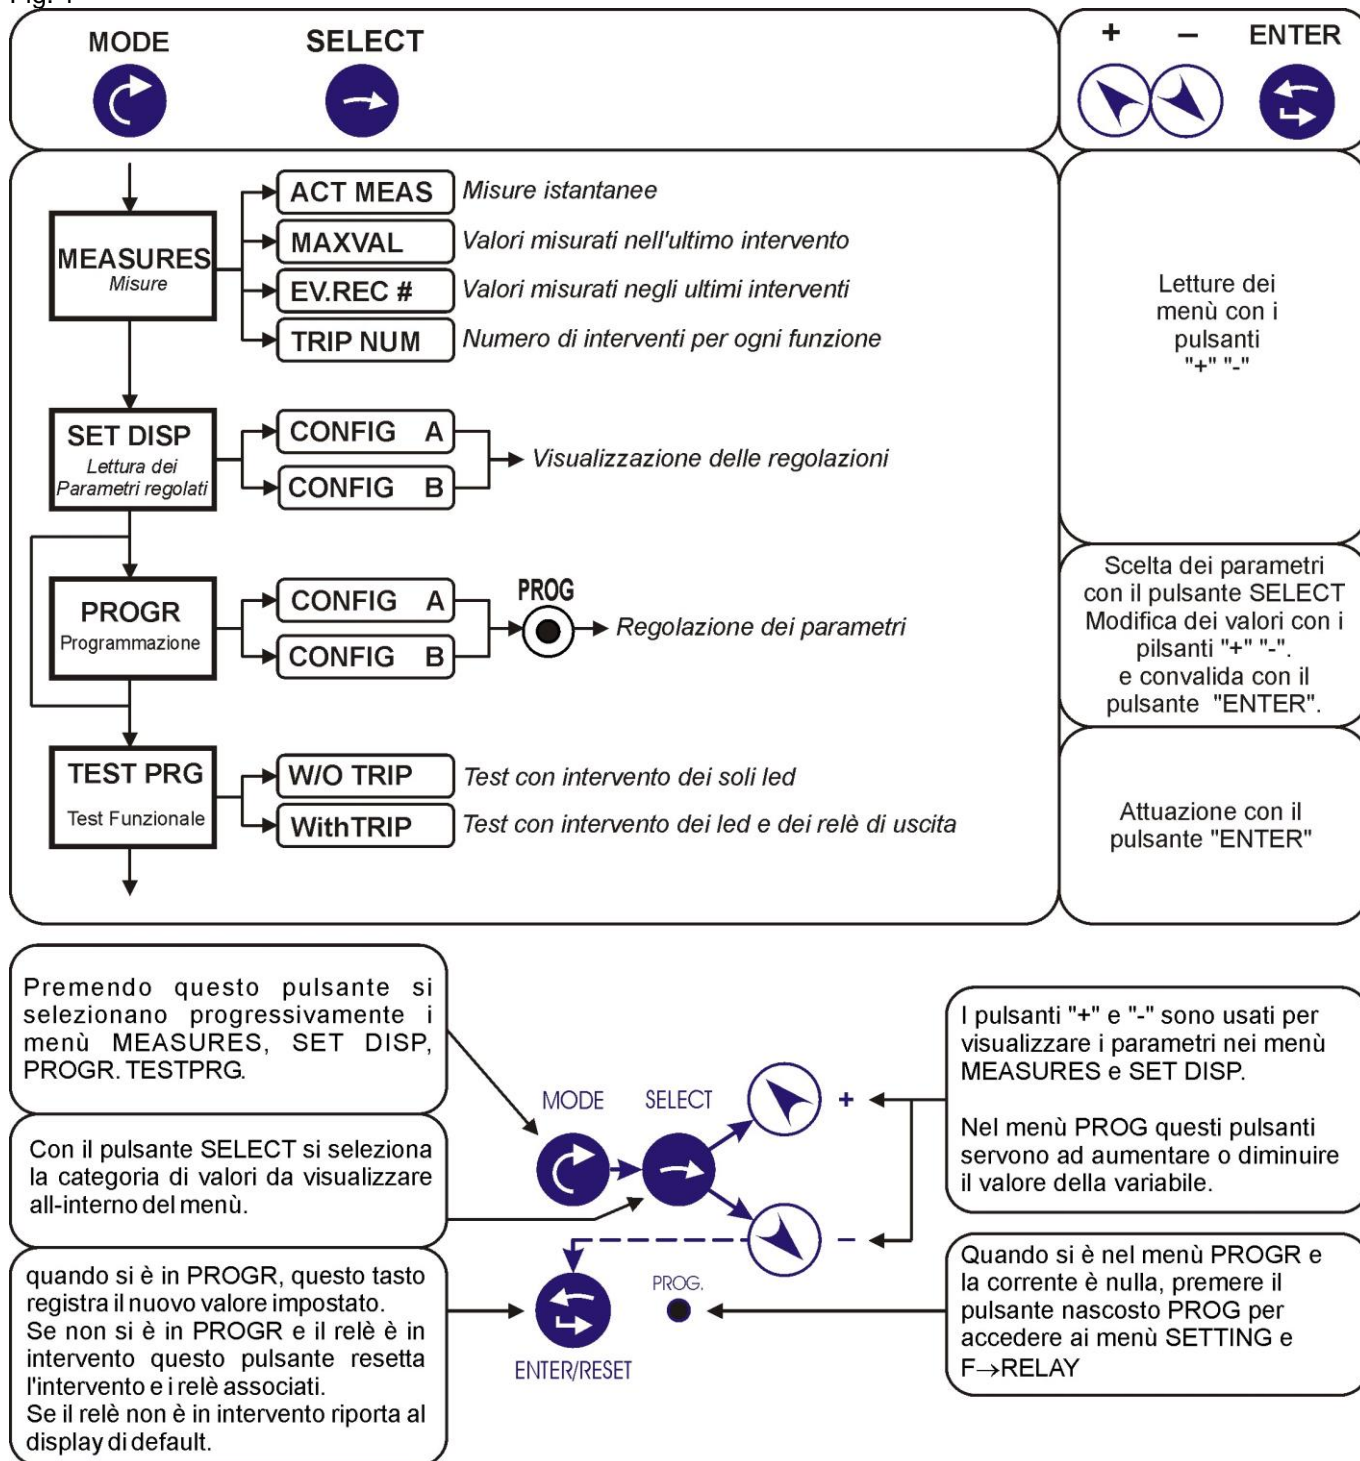 MODE
SELECT
+ – ENTER
MEASURES
Misure
ACT MEAS Misure istantanee
MAXVAL Valori misurati nell'ultimo intervento
EV.REC # Valori misurati negli ultimi interventi
TRIP NUM Numero di interventi per ogni funzione
Letture dei
menù con i
pulsanti
"+" "-"
SET DISP
Lettura dei
Parametri regolati
CONFIG A
CONFIG B
Visualizzazione delle regolazioni
PROGR
Programmazione
CONFIG A
CONFIG B
PROG
Regolazione dei parametri
Scelta dei parametri
con il pulsante SELECT
Modifica dei valori con i
pilsanti "+" "-".
e convalida con il
pulsante "ENTER".
TEST PRG
Test Funzionale
W/O TRIP Test con intervento dei soli led
WithTRIP Test con intervento dei led e dei relè di uscita
Attuazione con il
pulsante "ENTER"
Premendo questo pulsante si
selezionano progressivamente i
menù MEASURES, SET DISP,
PROGR. TESTPRG.
Con il pulsante SELECT si seleziona
la categoria di valori da visualizzare
all-interno del menù.
quando si è in PROGR, questo tasto
registra il nuovo valore impostato.
Se non si è in PROGR e il relè è in
intervento questo pulsante resetta
l'intervento e i relè associati.
Se il relè non è in intervento riporta al
display di default.
MODE SELECT +
–
PROG.
ENTER/RESET
I pulsanti "+" e "-" sono usati per
visualizzare i parametri nei menù
MEASURES e SET DISP.
Nel menù PROG questi pulsanti
servono ad aumentare o diminuire
il valore della variabile.
Quando si è nel menù PROGR e
la corrente è nulla, premere il
pulsante nascosto PROG per
accedere ai menù SETTING e
F→RELAY